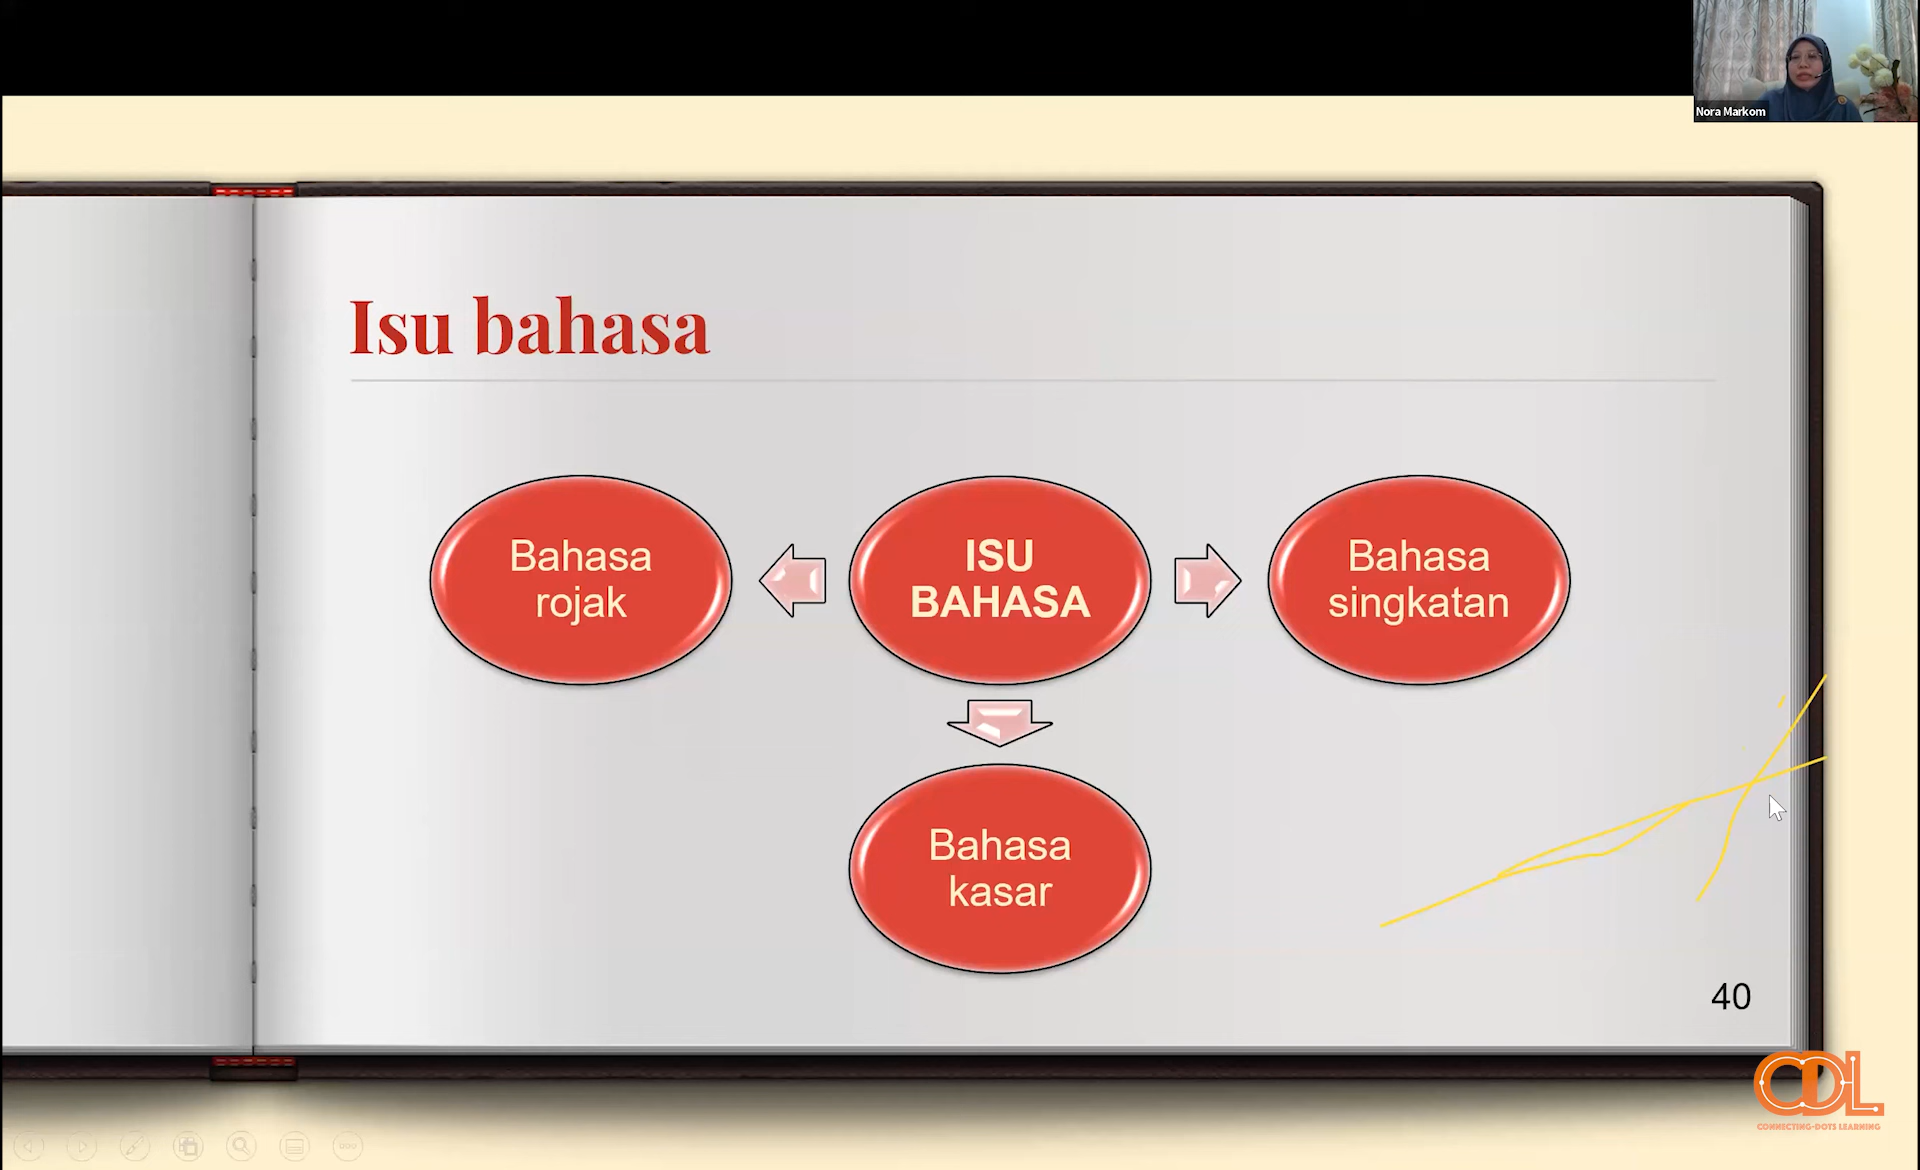 Nora Markom
Isu bahasa
Bahasa
rojak
ISU
BAHASA
Bahasa
singkatan
Bahasa
kasar
40
CDL
CONNECTING-DOTS LEARNING